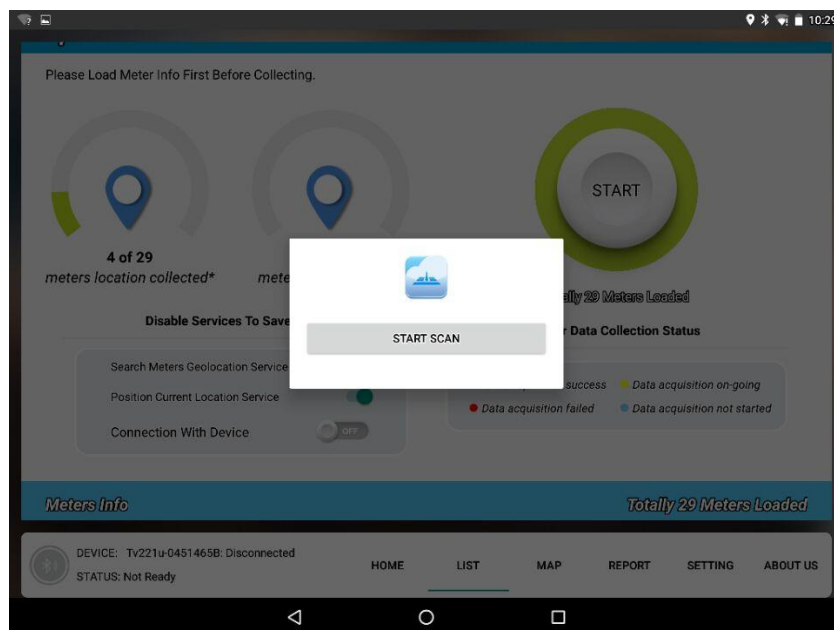 10:29
Please Load Meter Info First Before Collecting.
START
4 of 29
meters location collected*
mete
Totally 29 Meters Loaded
Disable Services To Save
r Data Collection Status
START SCAN
Search Meters Geolocation Service
Position Current Location Service
Connection With Device
OFF
success
Data acquisition on-going
Data acquisition failed
Data acquisition not started
Meters Info
Totally 29 Meters Loaded
DEVICE: Tv221u-0451465B: Disconnected
STATUS: Not Ready
HOME
LIST
MAP
REPORT
SETTING
ABOUT US